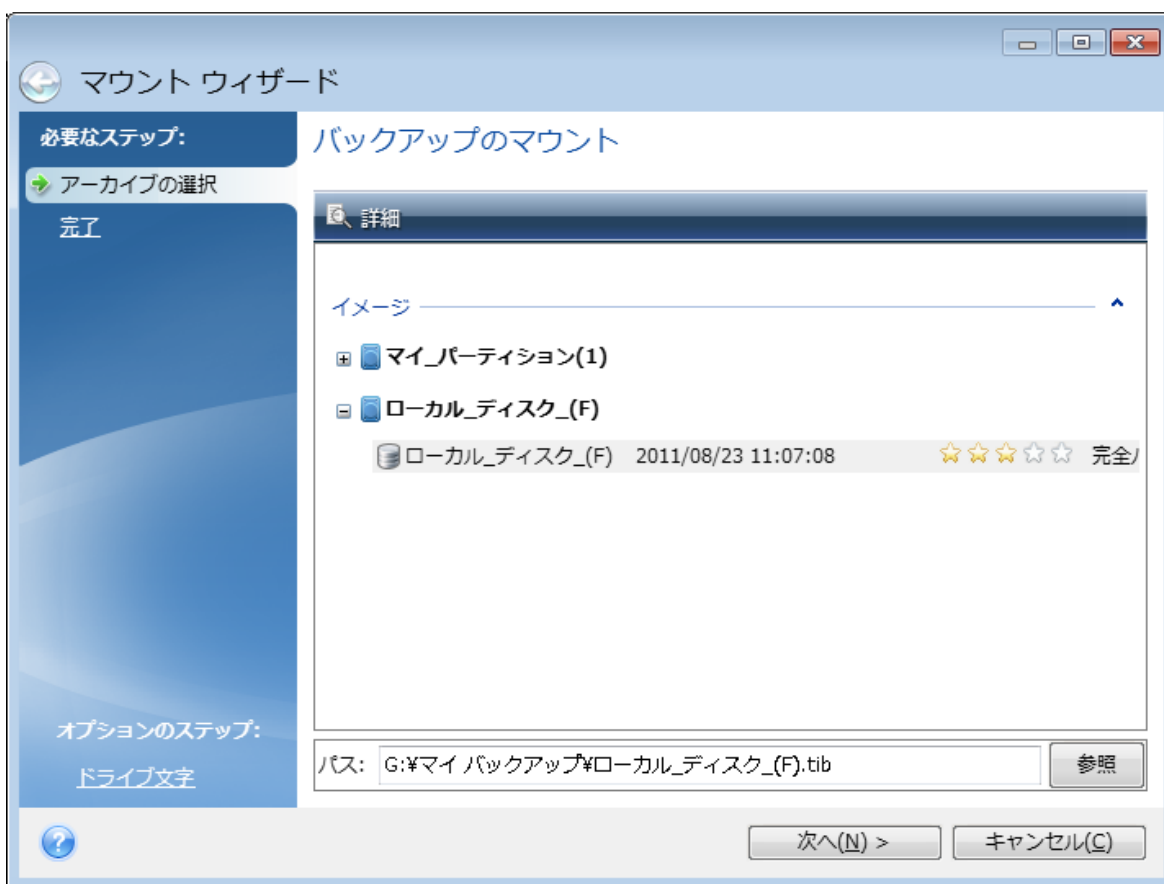 マウント ウィザード
必要なステップ:
アーカイブの選択
完了
オプションのステップ:
ドライブ文字
バックアップのマウント
詳細
イメージ
マイ_パーティション(1)
ローカル_ディスク_(F)
ローカル_ディスク_(F) 2011/08/23 11:07:08 完全
パス: G:¥マイ バックアップ¥ローカル_ディスク_(F).tib 参照
次へ(N) > キャンセル(C)